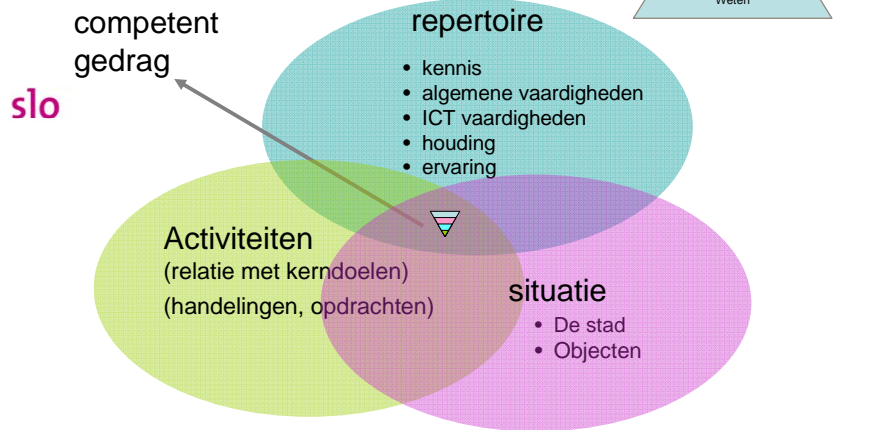 competent
gedrag
slo
repertoire
• kennis
• algemene vaardigheden
• ICT vaardigheden
• houding
• ervaring
Weten
Activiteiten
(relatie met kerndoelen)
(handelingen, opdrachten)
situatie
• De stad
• Objecten